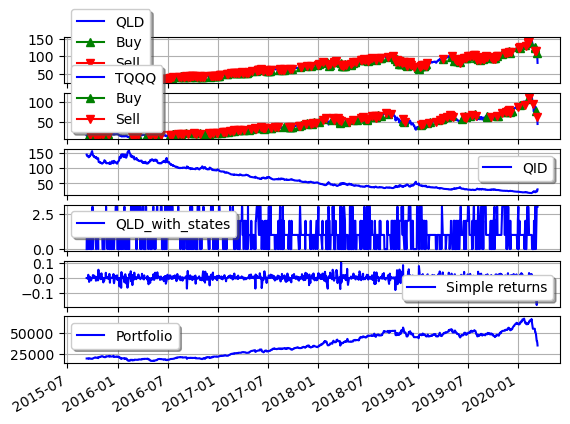 QLD
Buy
Sell
150
100
50
TQQQ
Buy
Sell
100
50
150
100
50
QID
2.5
0.0
QLD_with_states
0.1
0.0
−0.1
Simple returns
50000
25000
Portfolio
2015-07
2016-01
2016-07
2017-01
2017-07
2018-01
2018-07
2019-01
2019-07
2020-01